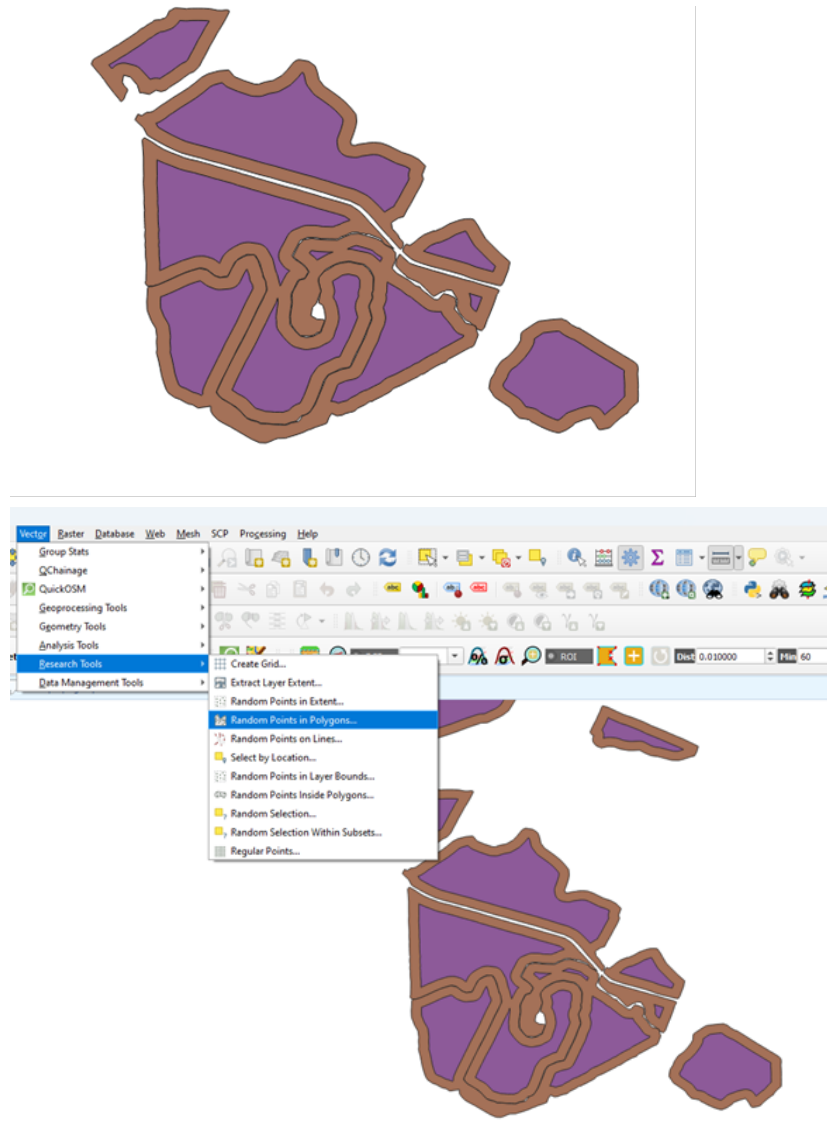 Vector Raster Database Web Mesh SCP Processing Help
Group Stats
QChainage
QuickOSM
Geoprocessing Tools
Geometry Tools
Analysis Tools
Research Tools
Data Management Tools
abc abc abc
ROI Dist 0.010000 Min 60
Create Grid...
Extract Layer Extent...
Random Points in Extent...
Random Points in Polygons...
Random Points on Lines...
Select by Location...
Random Points in Layer Bounds...
Random Points Inside Polygons...
Random Selection...
Random Selection Within Subsets...
Regular Points...